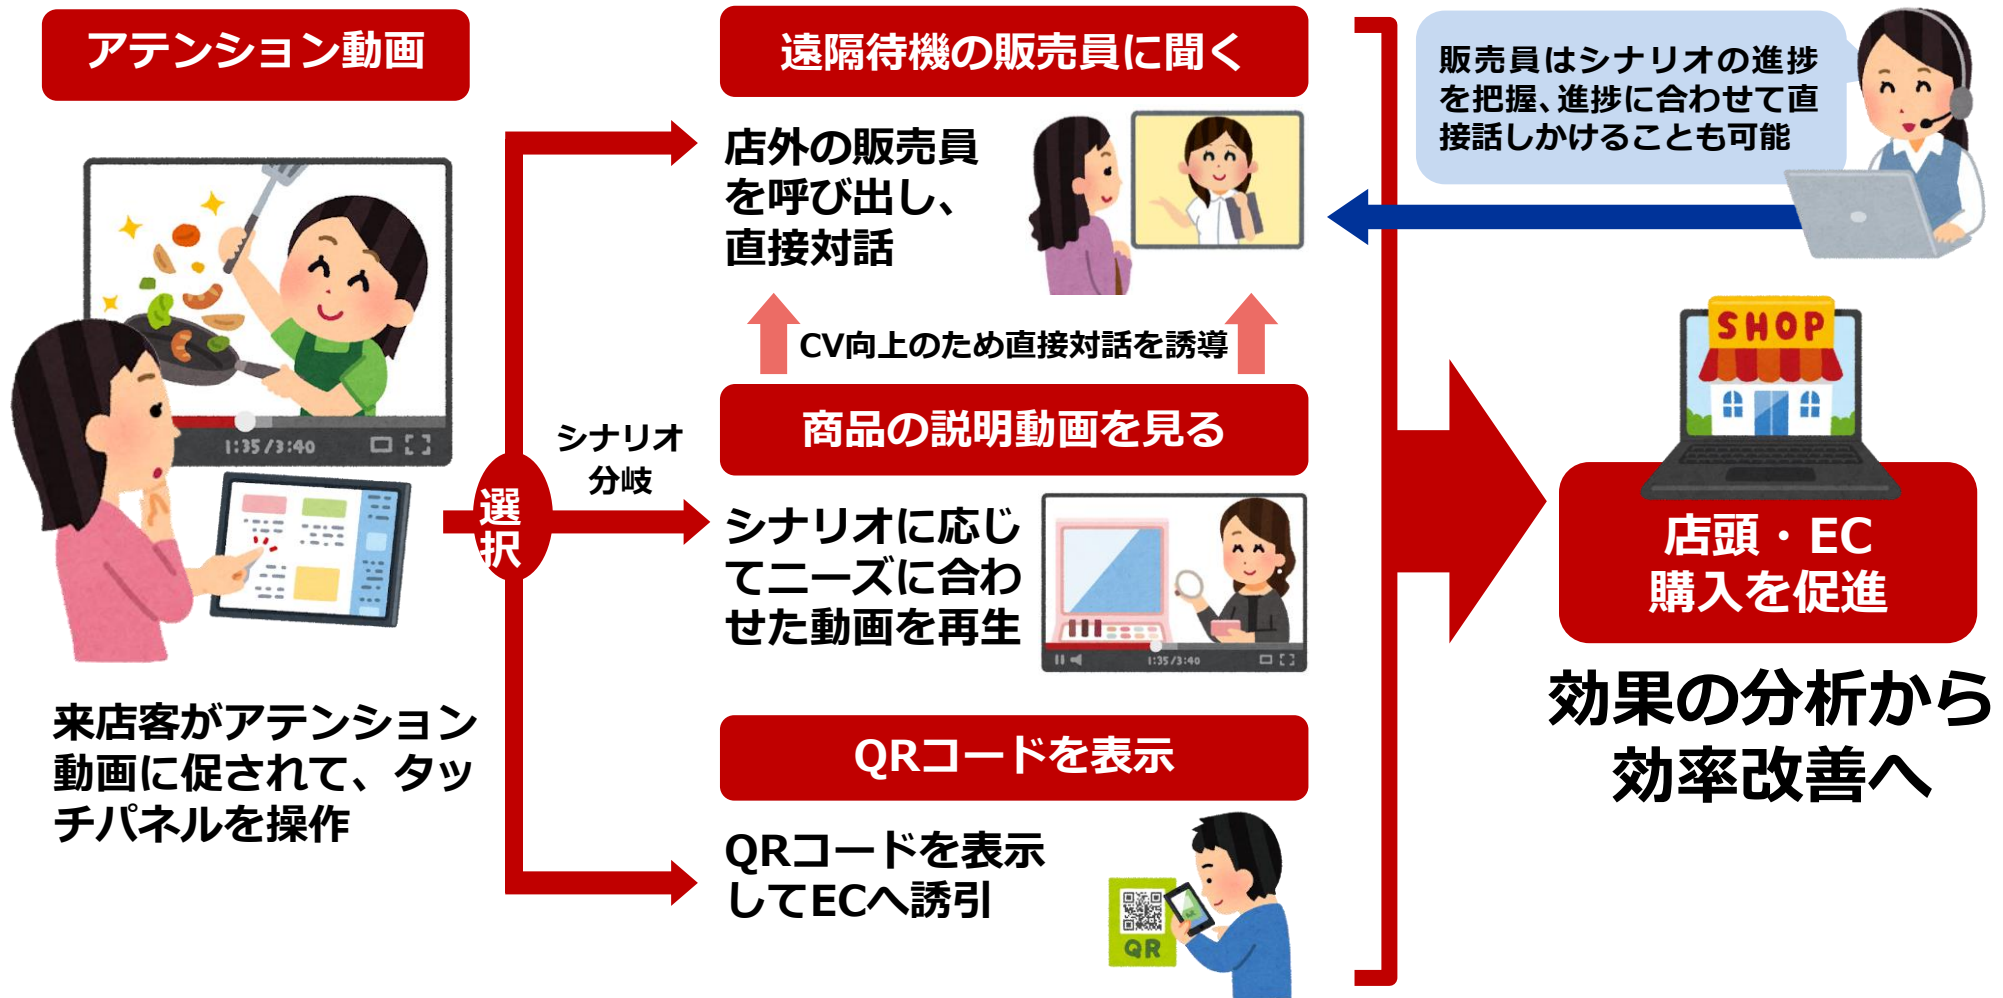 アテンション動画
1:35/3:40
来店客がアテンション
動画に促されて、タッ
チパネルを操作
選
択
シナリオ
分岐
遠隔待機の販売員に聞く
店外の販売員
を呼び出し、
直接対話
CV向上のため直接対話を誘導
商品の説明動画を見る
シナリオに応じ
てニーズに合わ
せた動画を再生
1:35/3:40
QRコードを表示
QRコードを表示
してECへ誘引
QR
販売員はシナリオの進捗
を把握、進捗に合わせて直
接話しかけることも可能
SHOP
店頭・EC
購入を促進
効果の分析から
効率改善へ